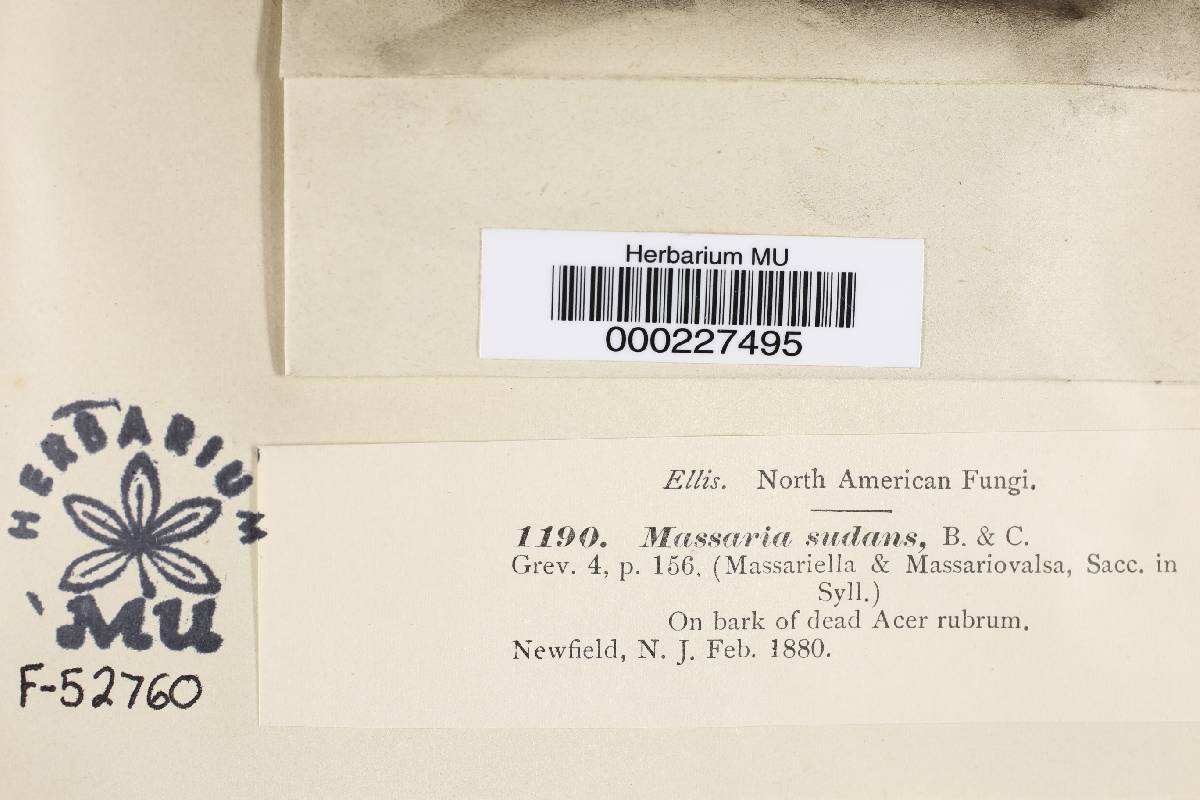 Herbarium MU
000227495
HERBARIUM
MU
F-52760
Ellis. North American Fungi.
1190. Massaria sudans, B. & C.
Grev. 4, p. 156, (Massariella & Massariovalsa, Sacc. in
Syll.)
On bark of dead Acer rubrum.
Newfield, N. J. Feb. 1880.